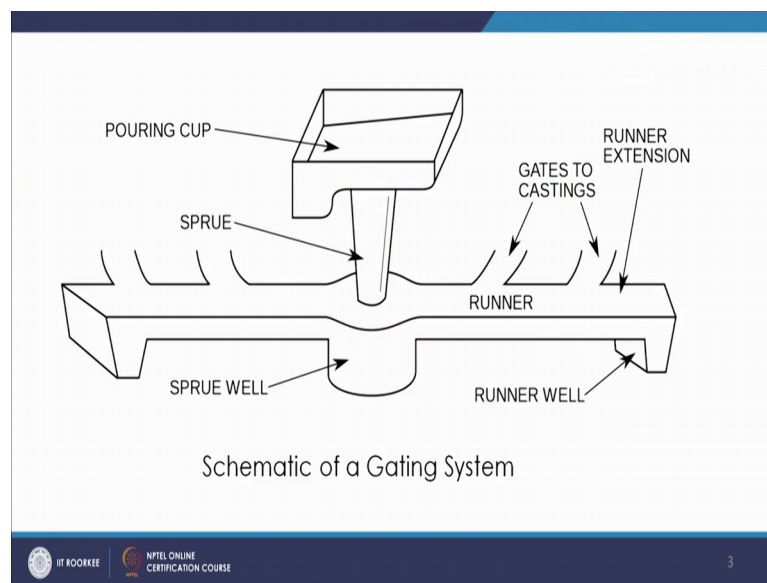 POURING CUP
RUNNER
EXTENSION
GATES TO
CASTINGS
SPRUE
RUNNER
SPRUE WELL
RUNNER WELL
Schematic of a Gating System
IIT ROORKEE
NPTEL ONLINE
CERTIFICATION COURSE
3